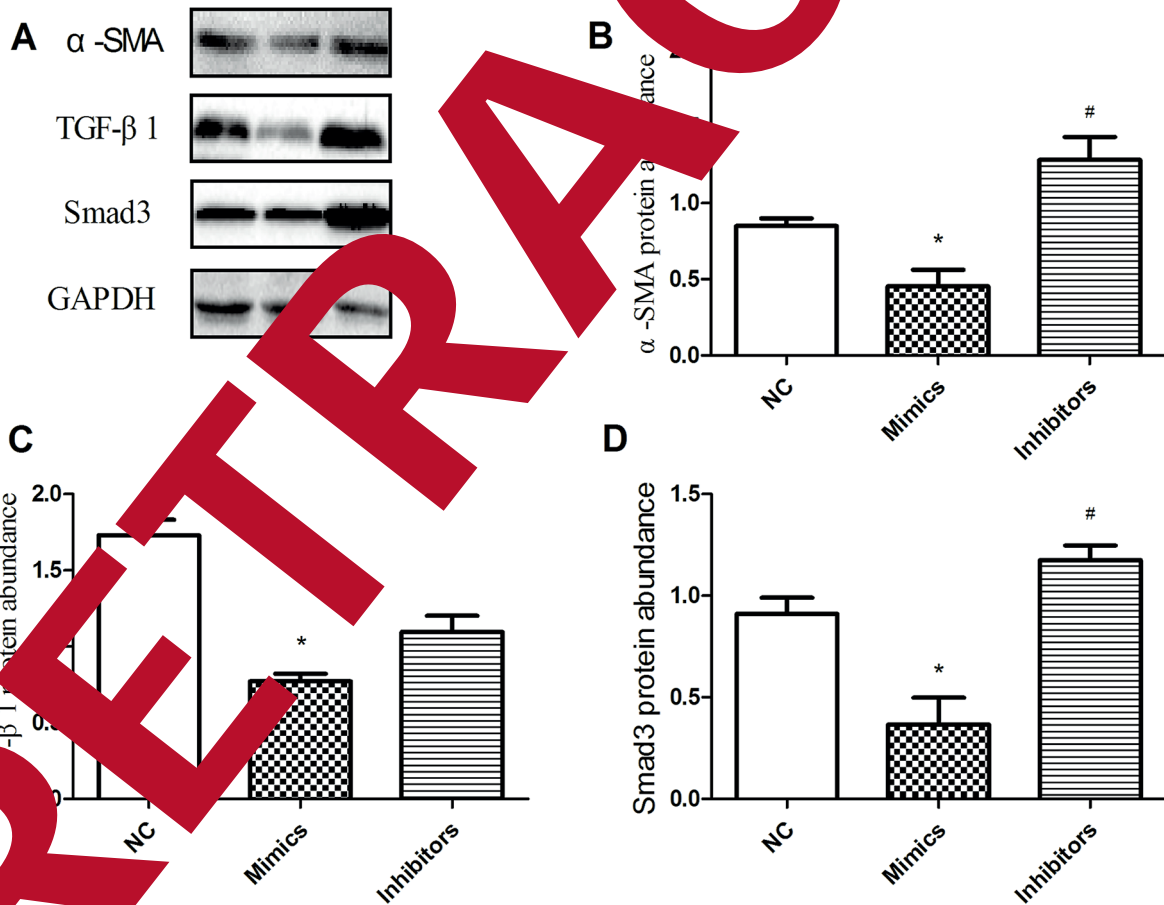 A
α -SMA
TGF-β 1
Smad3
GAPDH
B
1.0
0.5
0.0
#
*
α -SMA protein
NC
Mimics
Inhibitors
C
2.0
1.5
*
protein abundance
NC
Mimics
Inhibitors
D
Smad3 protein abundance
1.5
1.0
0.5
0.0
#
*
NC
Mimics
Inhibitors
RETRAC